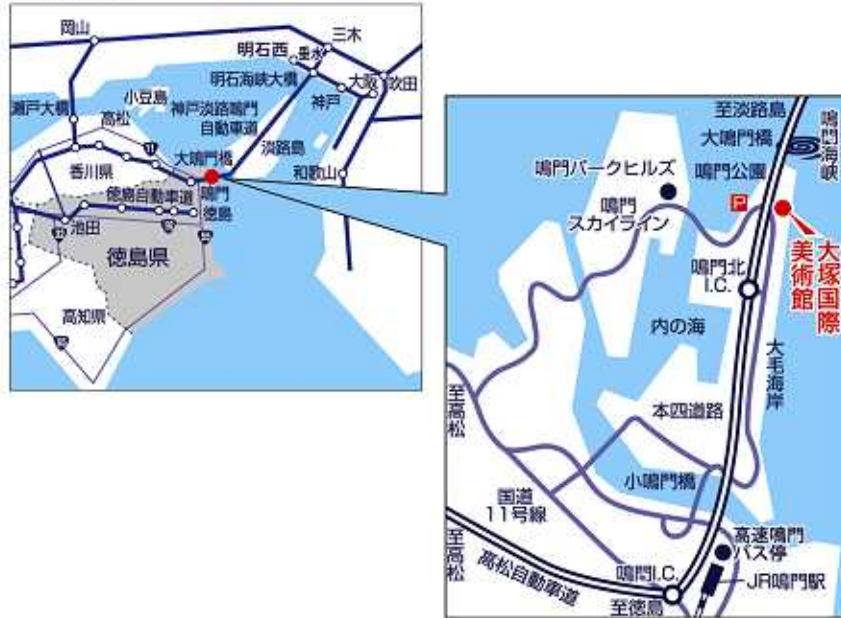 岡山
三木
明石西
垂水
明石海峡大橋
大阪
吹田
小豆島
神戸
瀬戸大橋
神戸淡路鳴門
自動車道
高松
11
大鳴門橋
淡路島
香川県
和歌山
鳴門
徳島自動車道
徳島
池田
徳島県
高知県
至淡路島
大鳴門橋
鳴門海峡
鳴門パークヒルズ
鳴門公園
P
鳴門
スカイライン
大塚国際
美術館
鳴門北
I.C.
内の海
大毛海岸
至高松
本四道路
小鳴門橋
国道
11号線
至高松
高松自動車道
高速鳴門
バス停
鳴門I.C.
JR鳴門駅
至徳島